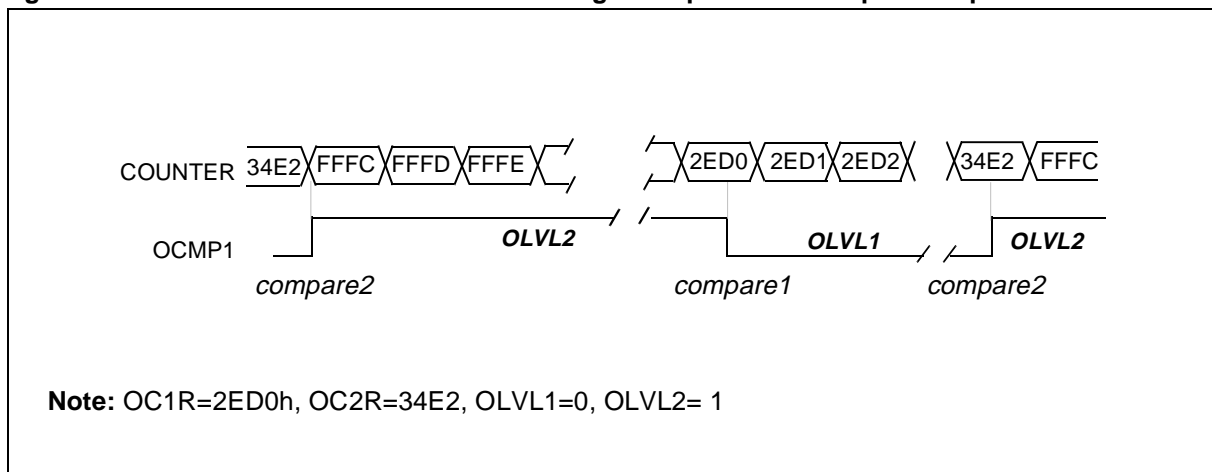 COUNTER 34E2 FFFC FFFD FFFE 2ED0 2ED1 2ED2 34E2 FFFC
OCMP1 OLVL2 OLVL1 OLVL2
compare2 compare1 compare2
Note: OC1R=2ED0h, OC2R=34E2, OLVL1=0, OLVL2= 1